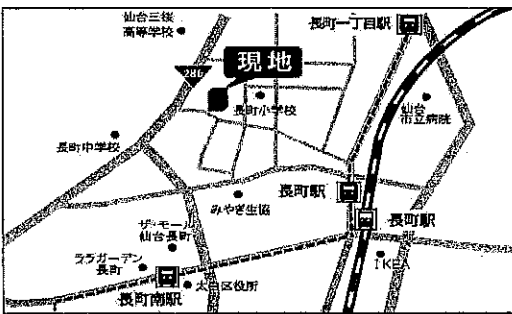 仙台三桜
高等学校
長町一丁目駅
現地
286
長町小学校
仙台
市立病院
長町中学校
みやぎ生協
長町駅
長町駅
ザ・モール
仙台長町
ララガーデン
長町
IKEA
長町南駅
太白区役所